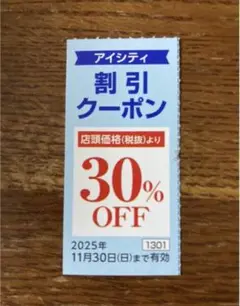 アイシティ
割引
クーポン
店頭価格(税抜)より
30%
OFF
2025年 1301
11月30日(日)まで有効